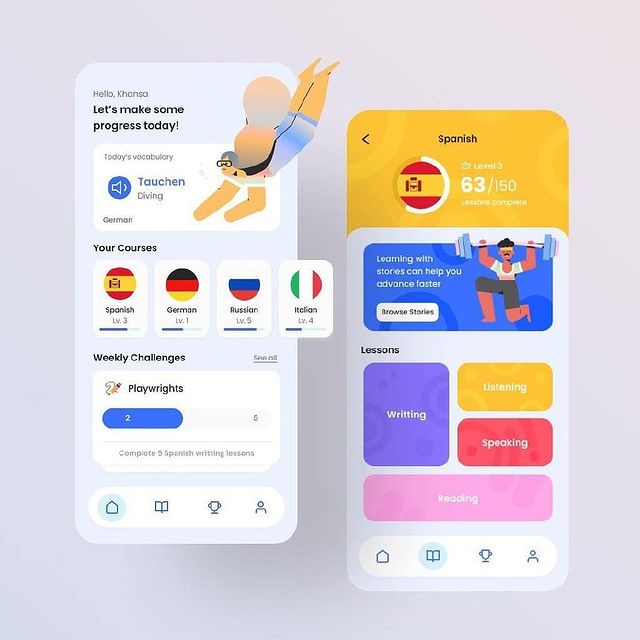 Hello, Khansa
Let's make some
progress today!
Today's vocabulary
Tauchen
Diving
German
Your Courses
Spanish
Lv. 3
German
Lv. 1
Russian
Lv. 5
Italian
Lv. 4
Weekly Challenges
See all
Playwrights
2
5
Complete 5 Spanish writting lessons
Spanish
Level 3
63/150
Lessons complete
Learning with
stories can help you
advance faster
Browse Stories
Lessons
Writting
Listening
Speaking
Reading